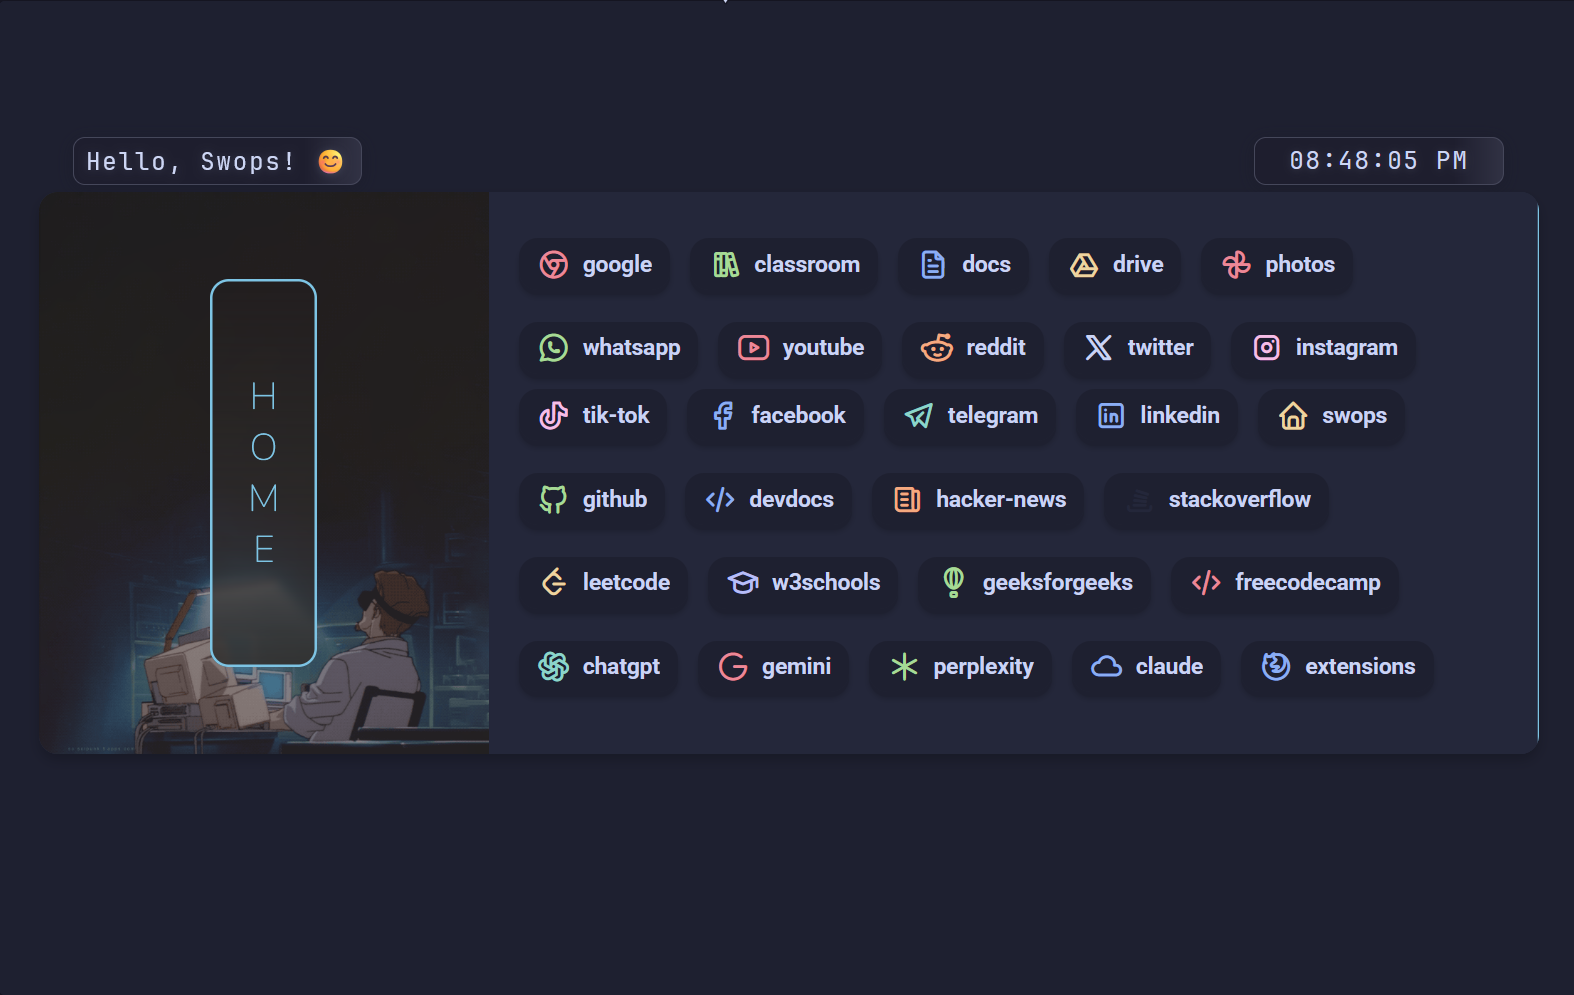 Hello, Swops! 😊
08:48:05 PM
H
O
M
E
google classroom docs drive photos
whatsapp youtube reddit twitter instagram
tik-tok facebook telegram linkedin swops
github devdocs hacker-news stackoverflow
leetcode w3schools geeksforgeeks freecodecamp
chatgpt gemini perplexity claude extensions